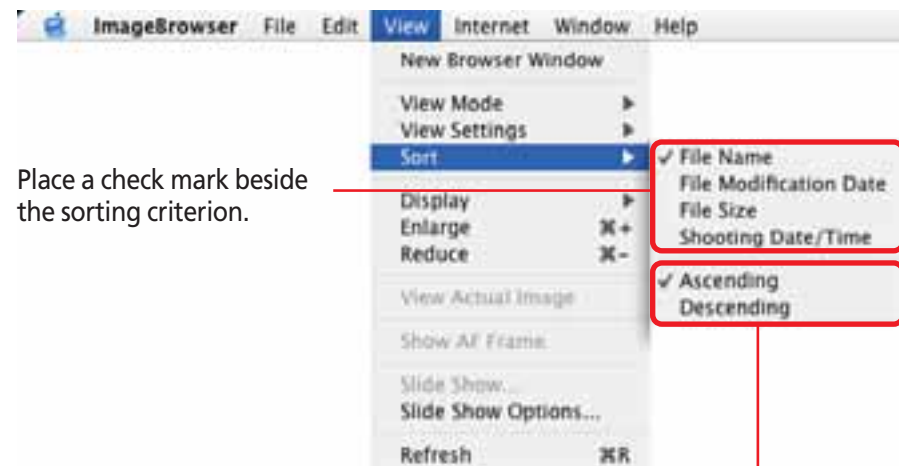 ImageBrowser File Edit View Internet Window Help
New Browser Window
View Mode
View Settings
Sort
Display
Enlarge ⌘+
Reduce ⌘-
View Actual Image
Show AF Frame
Slide Show...
Slide Show Options...
Refresh ⌘R
✓ File Name
File Modification Date
File Size
Shooting Date/Time
✓ Ascending
Descending
Place a check mark beside
the sorting criterion.